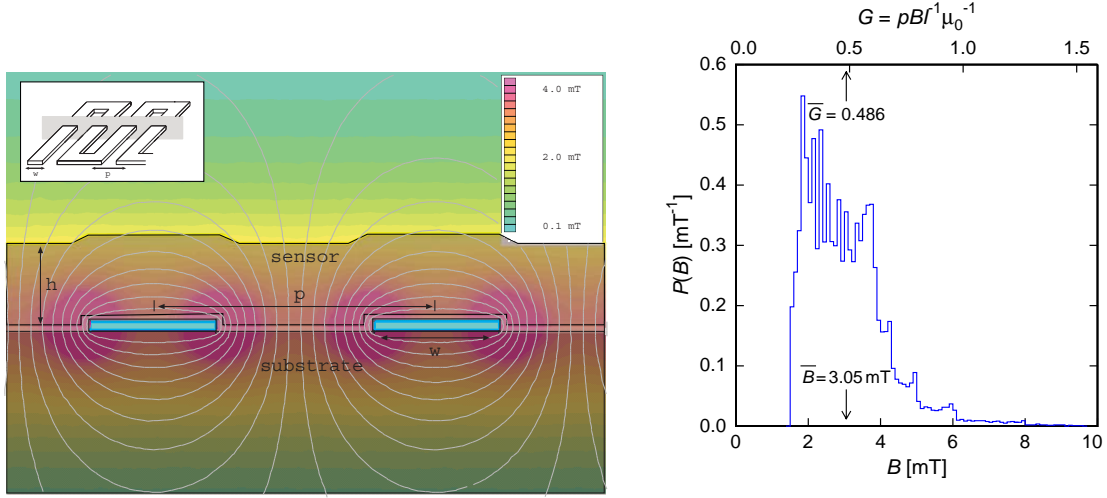 w
p
4.0 mT
2.0 mT
0.1 mT
sensor
h
p
w
substrate
G = pBI⁻¹μ₀⁻¹
0.0 0.5 1.0 1.5
0.6
0.5
0.4
0.3
0.2
0.1
0.0
P(B) [mT⁻¹]
G̅ = 0.486
B̅ = 3.05 mT
0 2 4 6 8 10
B [mT]